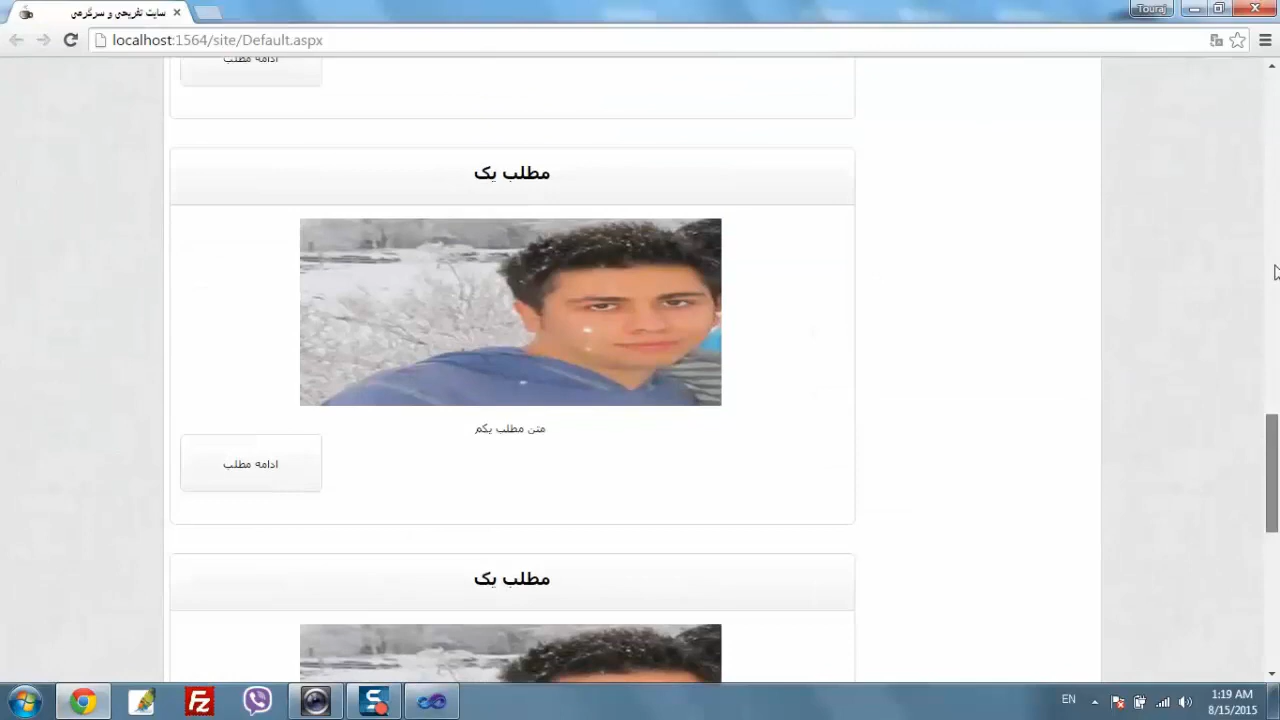 سایت تفریحی و سرگرمی
Touraj
localhost:1564/site/Default.aspx
ادامه مطلب
مطلب یک
متن مطلب یکم
ادامه مطلب
مطلب یک
EN
1:19 AM
8/15/2015